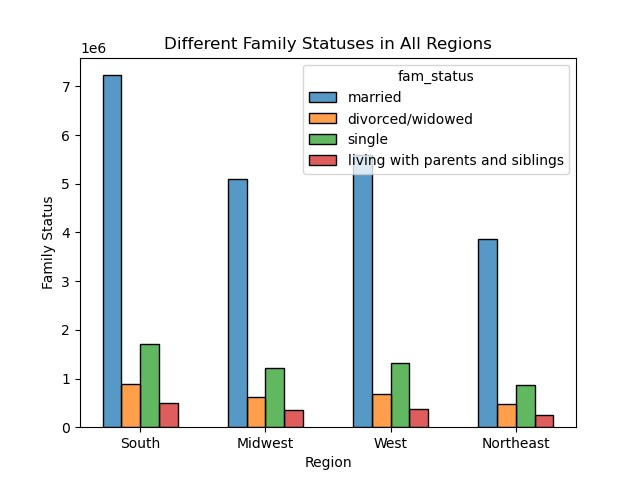 Different Family Statuses in All Regions
1e6
fam_status
married
divorced/widowed
single
living with parents and siblings
7
6
5
4
3
2
1
0
Family Status
South Midwest West Northeast
Region